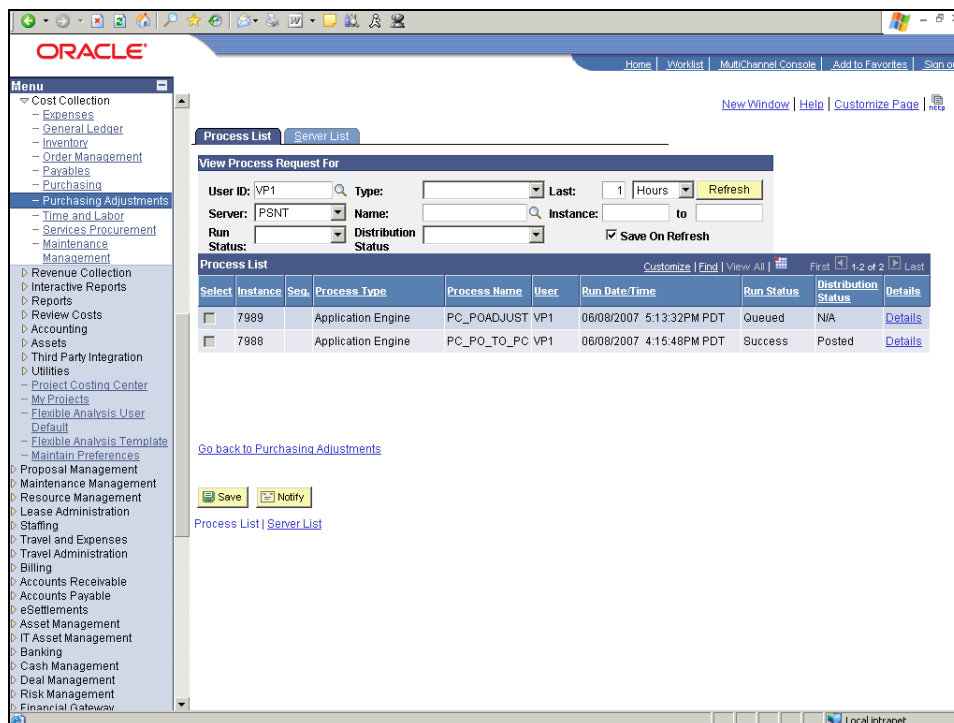 ORACLE'
Home | Worklist | MultiChannel Console | Add to Favorites |
Menu
Cost Collection
Expenses
General Ledger
Inventory
Order Management
Payables
Purchasing
Purchasing Adjustments
Time and Labor
Services Procurement
Maintenance
Management
Revenue Collection
Interactive Reports
Reports
Review Costs
Accounting
Assets
Third Party Integration
Utilities
Project Costing Center
My Projects
Flexible Analysis User
Default
Flexible Analysis Template
Maintain Preferences
Proposal Management
Maintenance Management
Resource Management
Lease Administration
Staffing
Travel and Expenses
Travel Administration
Billing
Accounts Receivable
Accounts Payable
eSettlements
Asset Management
IT Asset Management
Banking
Cash Management
Deal Management
Risk Management
Financial Gateway
New Window | Help | Customize Page | http
Process List Server List
View Process Request For
User ID: VP1 Type: Last: 1 Hours Refresh
Server: PSNT Name: Instance: to
Run
Status: Distribution
Status Save On Refresh
Process List Customize | Find | View All | First 1-2 of 2 Last
Select Instance Seq. Process Type Process Name User Run Date/Time Run Status Distribution
Status Details
7989 Application Engine PC_POADJUST VP1 06/08/2007 5:13:32PM PDT Queued N/A Details
7988 Application Engine PC_PO_TO_PC VP1 06/08/2007 4:15:48PM PDT Success Posted Details
Go back to Purchasing Adjustments
Save Notify
Process List | Server List
Local intranet